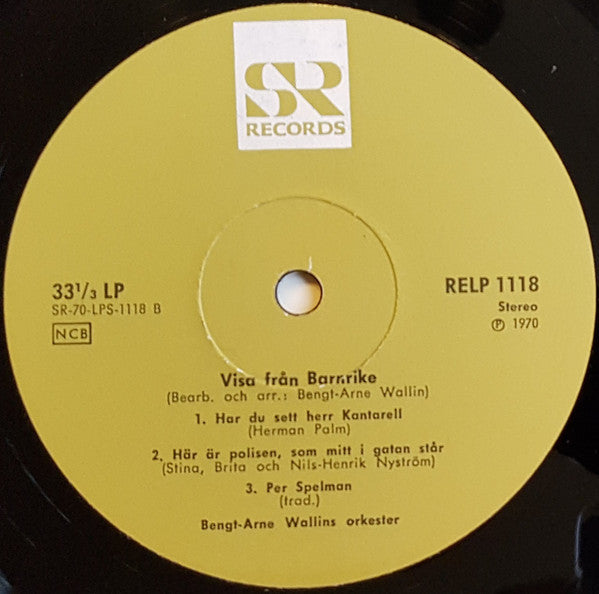 SR
RECORDS
33¹/₃ LP
SR-70-LPS-1118 B
NCB
RELP 1118
Stereo
Ⓟ 1970
Visa från Barnrike
(Bearb. och arr.: Bengt-Arne Wallin)
1. Har du sett herr Kantarell
(Herman Palm)
2. Här är polisen, som mitt i gatan står
(Stina, Brita och Nils-Henrik Nyström)
3. Per Spelman
(trad.)
Bengt-Arne Wallins orkester